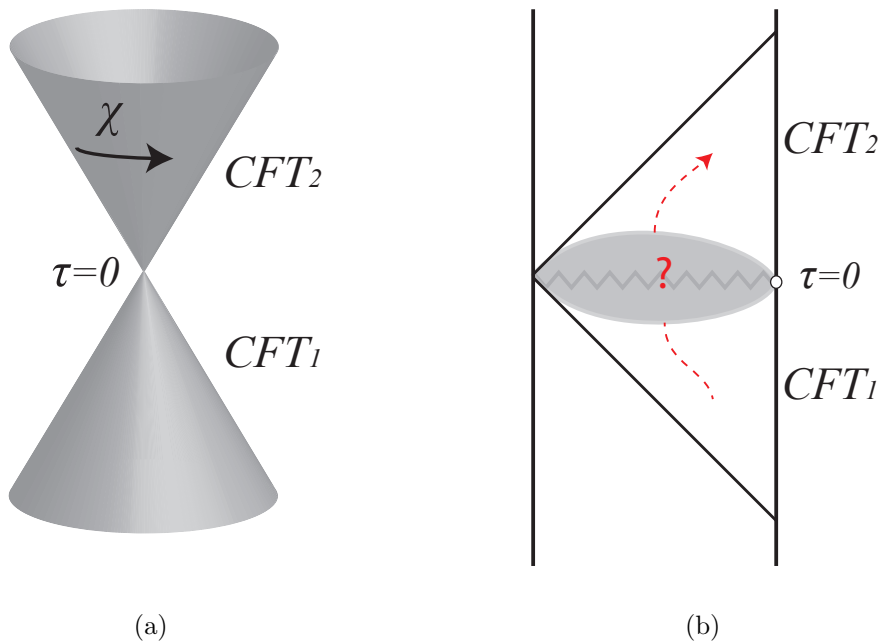 χ
CFT₂
τ=0
CFT₁
(a)
CFT₂
?
τ=0
CFT₁
(b)